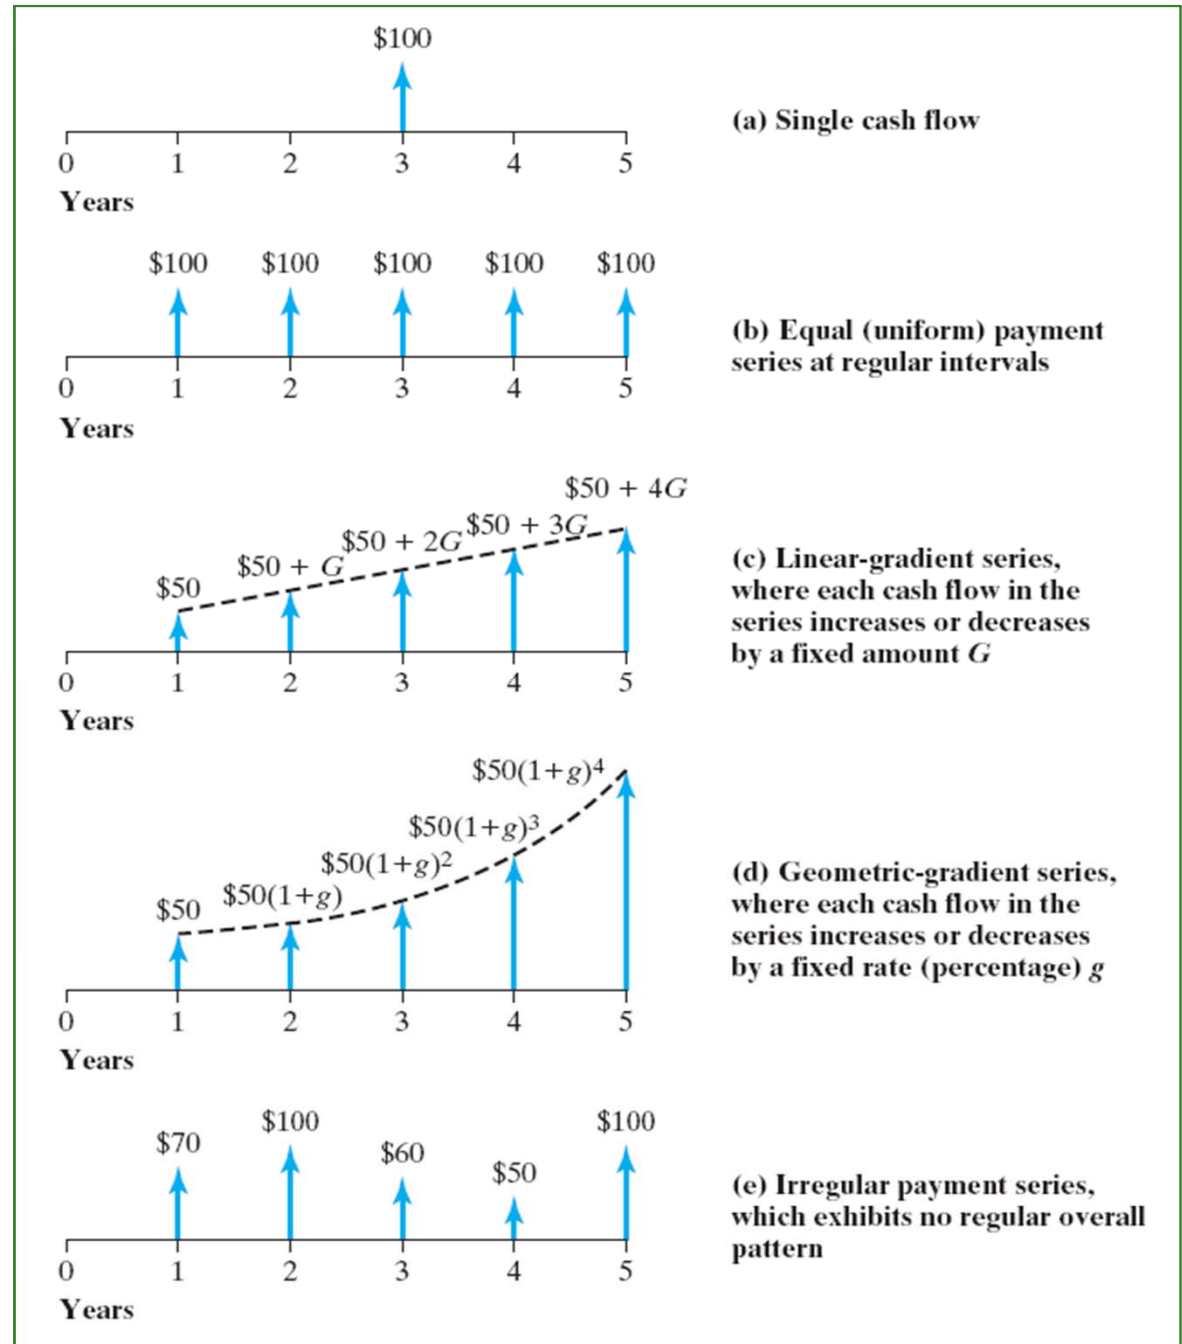 $100
(a) Single cash flow
0 1 2 3 4 5
Years
$100 $100 $100 $100 $100
(b) Equal (uniform) payment
series at regular intervals
0 1 2 3 4 5
Years
$50 $50 + G $50 + 2G $50 + 3G $50 + 4G
(c) Linear-gradient series,
where each cash flow in the
series increases or decreases
by a fixed amount G
0 1 2 3 4 5
Years
$50 $50(1+g) $50(1+g)² $50(1+g)³ $50(1+g)⁴
(d) Geometric-gradient series,
where each cash flow in the
series increases or decreases
by a fixed rate (percentage) g
0 1 2 3 4 5
Years
$70 $100 $60 $50 $100
(e) Irregular payment series,
which exhibits no regular overall
pattern
0 1 2 3 4 5
Years